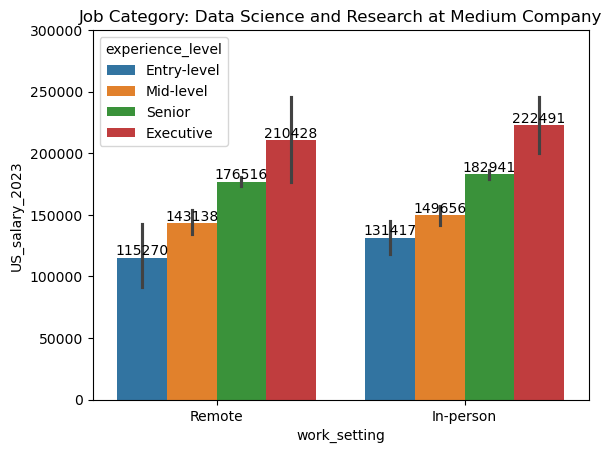 Job Category: Data Science and Research at Medium Company
300000
250000
200000
150000
100000
50000
0
US_salary_2023
experience_level
Entry-level
Mid-level
Senior
Executive
115270
143138
176516
210428
131417
149656
182941
222491
Remote
In-person
work_setting